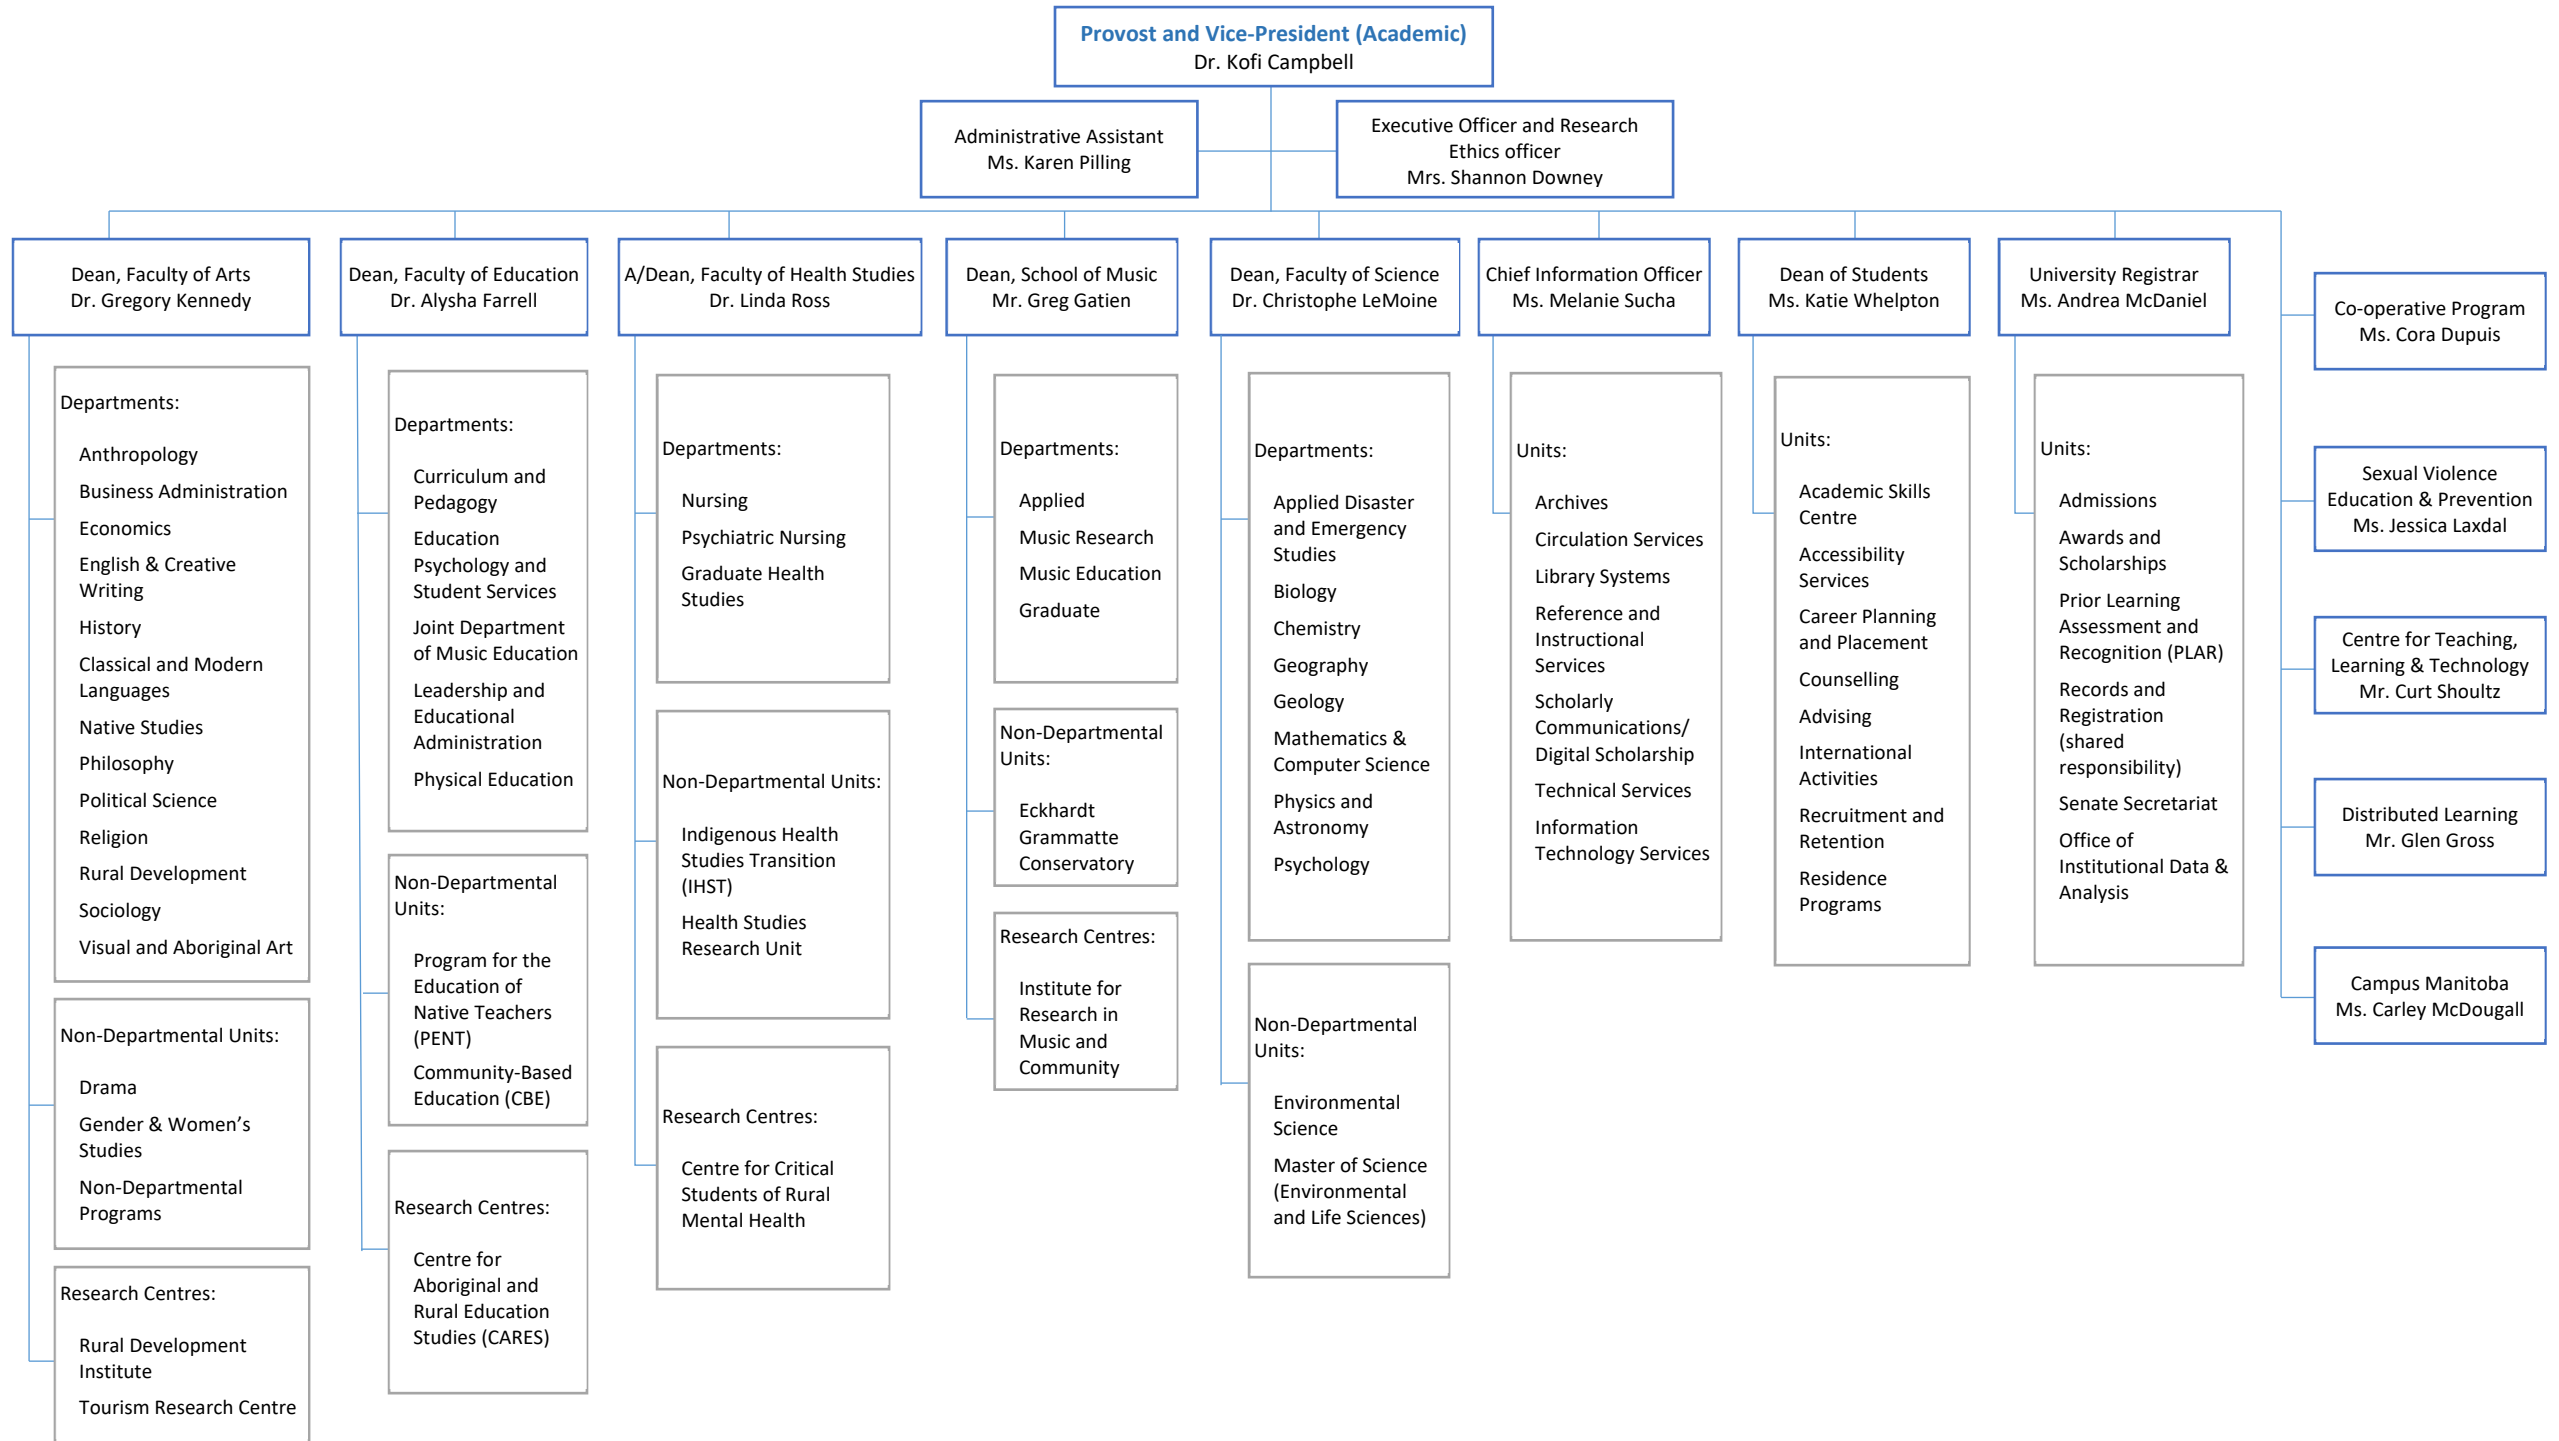 Provost and Vice-President (Academic)
Dr. Kofi Campbell
Administrative Assistant
Ms. Karen Pilling
Executive Officer and Research
Ethics officer
Mrs. Shannon Downey
Dean, Faculty of Arts
Dr. Gregory Kennedy
Departments:
Anthropology
Business Administration
Economics
English & Creative
Writing
History
Classical and Modern
Languages
Native Studies
Philosophy
Political Science
Religion
Rural Development
Sociology
Visual and Aboriginal Art
Non-Departmental Units:
Drama
Gender & Women’s
Studies
Non-Departmental
Programs
Research Centres:
Rural Development
Institute
Tourism Research Centre
Dean, Faculty of Education
Dr. Alysha Farrell
Departments:
Curriculum and
Pedagogy
Education
Psychology and
Student Services
Joint Department
of Music Education
Leadership and
Educational
Administration
Physical Education
Non-Departmental
Units:
Program for the
Education of
Native Teachers
(PENT)
Community-Based
Education (CBE)
Research Centres:
Centre for
Aboriginal and
Rural Education
Studies (CARES)
A/Dean, Faculty of Health Studies
Dr. Linda Ross
Departments:
Nursing
Psychiatric Nursing
Graduate Health
Studies
Non-Departmental Units:
Indigenous Health
Studies Transition
(IHST)
Health Studies
Research Unit
Research Centres:
Centre for Critical
Students of Rural
Mental Health
Dean, School of Music
Mr. Greg Gatien
Departments:
Applied
Music Research
Music Education
Graduate
Non-Departmental
Units:
Eckhardt
Grammatte
Conservatory
Research Centres:
Institute for
Research in
Music and
Community
Dean, Faculty of Science
Dr. Christophe LeMoine
Departments:
Applied Disaster
and Emergency
Studies
Biology
Chemistry
Geography
Geology
Mathematics &
Computer Science
Physics and
Astronomy
Psychology
Non-Departmental
Units:
Environmental
Science
Master of Science
(Environmental
and Life Sciences)
Chief Information Officer
Ms. Melanie Sucha
Units:
Archives
Circulation Services
Library Systems
Reference and
Instructional
Services
Scholarly
Communications/
Digital Scholarship
Technical Services
Information
Technology Services
Dean of Students
Ms. Katie Whelpton
Units:
Academic Skills
Centre
Accessibility
Services
Career Planning
and Placement
Counselling
Advising
International
Activities
Recruitment and
Retention
Residence
Programs
University Registrar
Ms. Andrea McDaniel
Units:
Admissions
Awards and
Scholarships
Prior Learning
Assessment and
Recognition (PLAR)
Records and
Registration
(shared
responsibility)
Senate Secretariat
Office of
Institutional Data &
Analysis
Co-operative Program
Ms. Cora Dupuis
Sexual Violence
Education & Prevention
Ms. Jessica Laxdal
Centre for Teaching,
Learning & Technology
Mr. Curt Shoultz
Distributed Learning
Mr. Glen Gross
Campus Manitoba
Ms. Carley McDougall